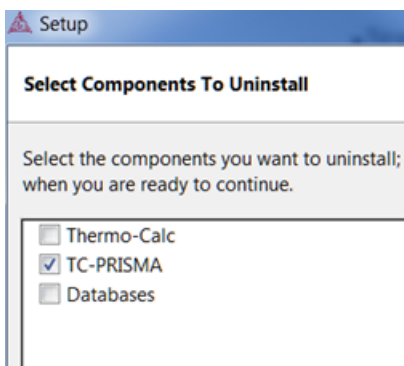 Setup
Select Components To Uninstall
Select the components you want to uninstall;
when you are ready to continue.
Thermo-Calc
TC-PRISMA
Databases